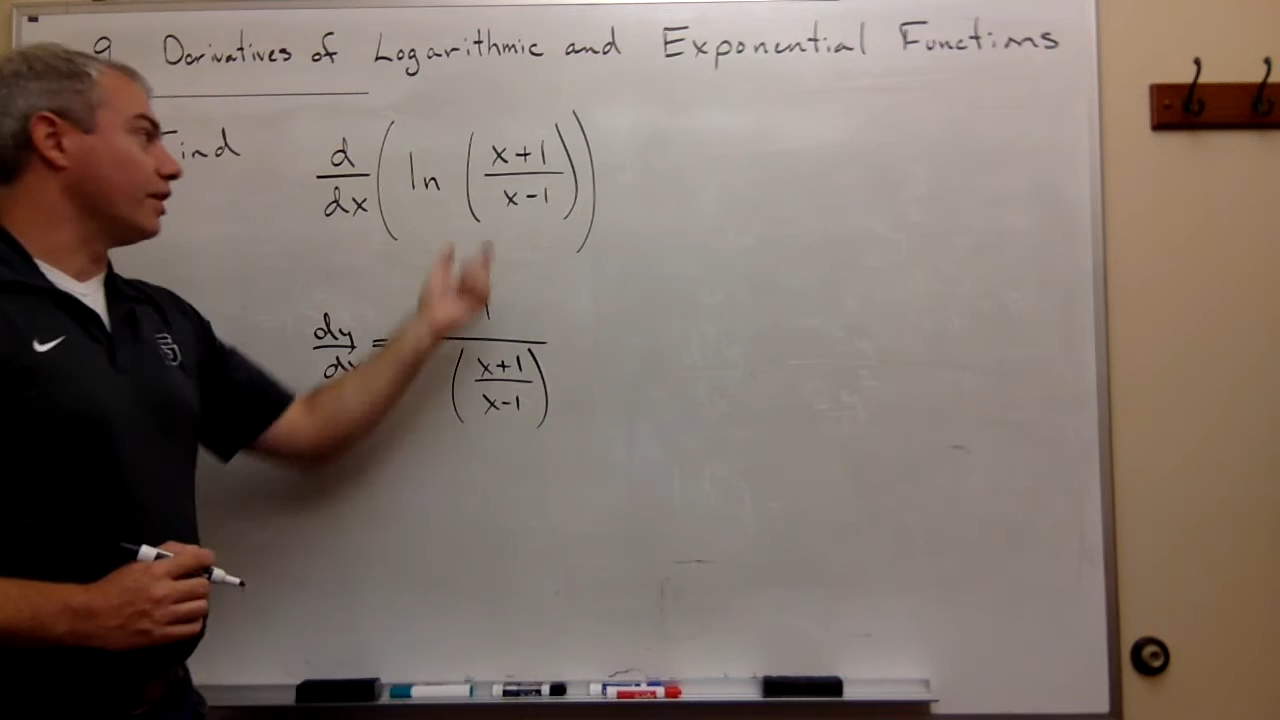 9 Derivatives of Logarithmic and Exponential Functions
Find d/dx ( ln ( (x+1)/(x-1) ) )
dy/dx = 1/( (x+1)/(x-1) )